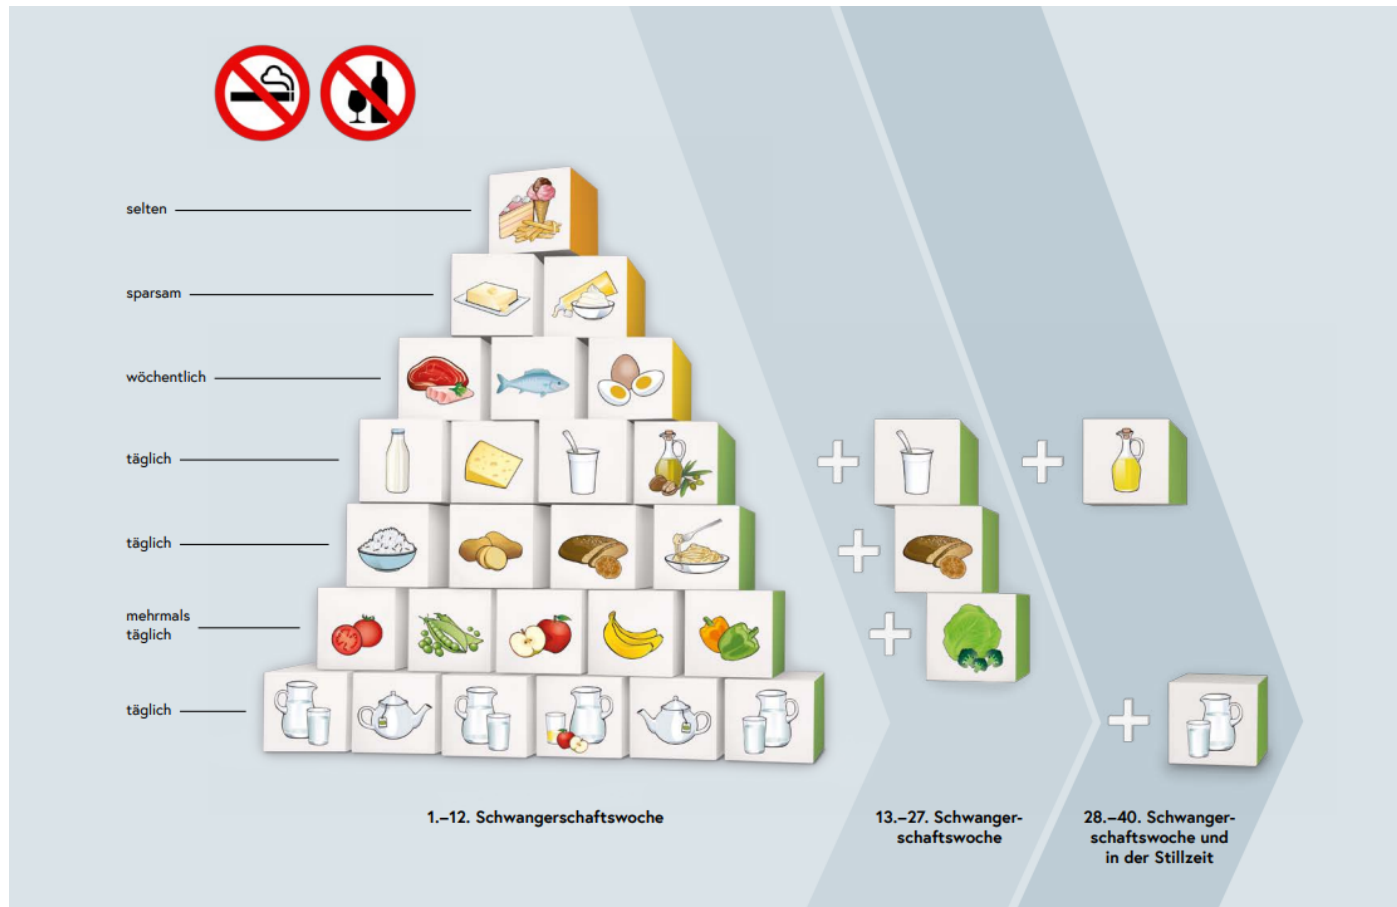 selten
sparsam
wöchentlich
täglich
täglich
mehrmals
täglich
täglich
1.–12. Schwangerschaftswoche
13.–27. Schwanger-
schaftswoche
28.–40. Schwanger-
schaftswoche und
in der Stillzeit